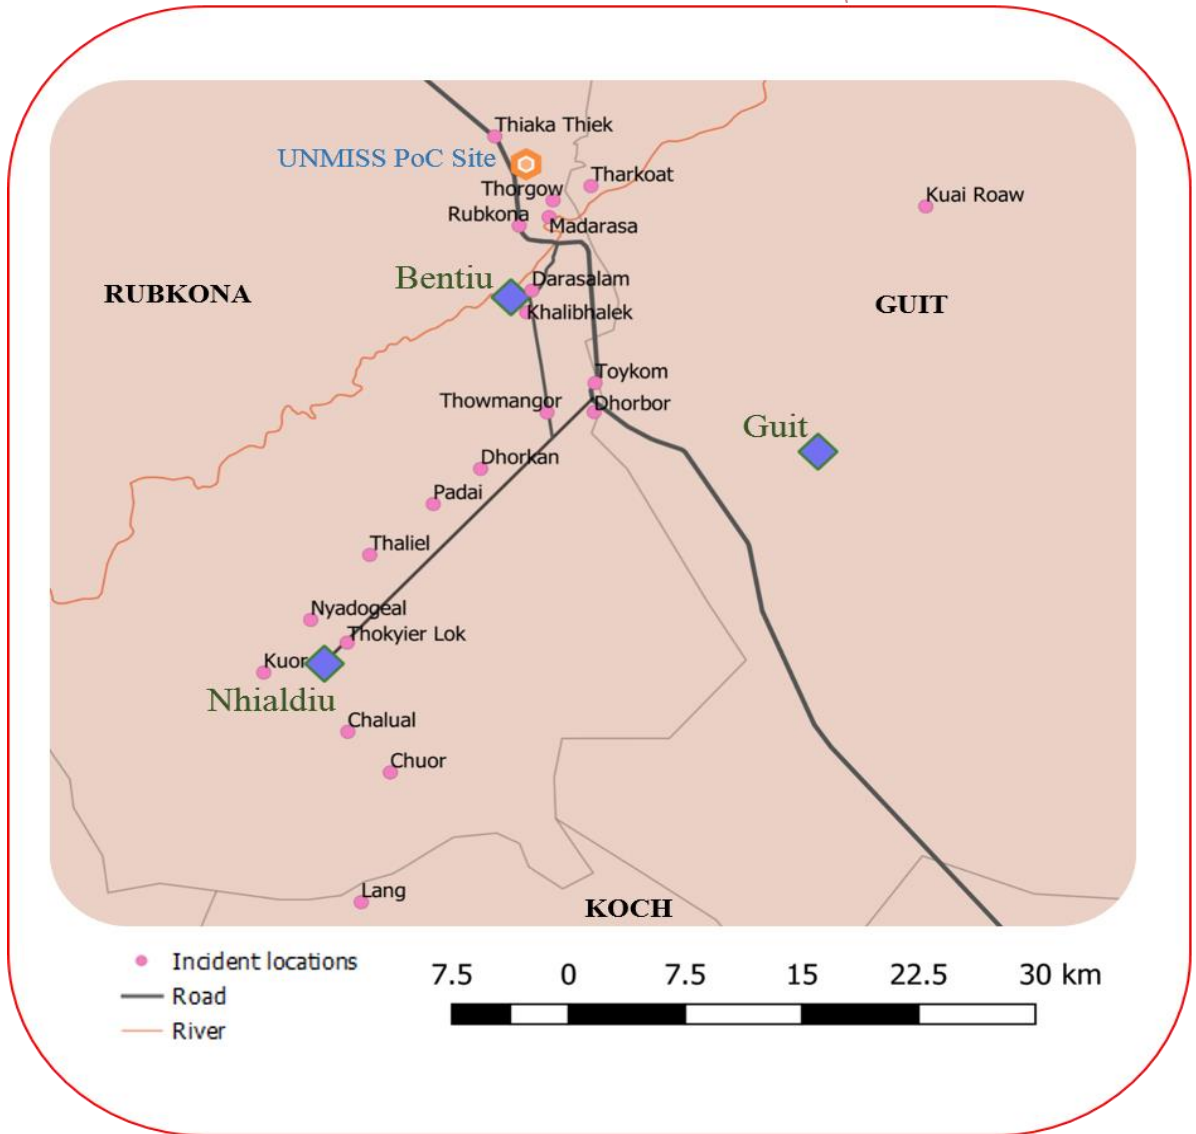 Thiaka Thiek
UNMISS PoC Site
Tharkoat
Thorgow
Kuai Roaw
Rubkona
Madarasa
Bentiu
Darasalam
RUBKONA
GUIT
Khalibhalek
Toykom
Thowmangor
Dhorbor
Guit
Dhorkan
Padai
Thaliel
Nyadogeal
Thokyier Lok
Kuor
Nhialdiu
Chalual
Chuor
Lang
KOCH
Incident locations
Road
River
7.5 0 7.5 15 22.5 30 km